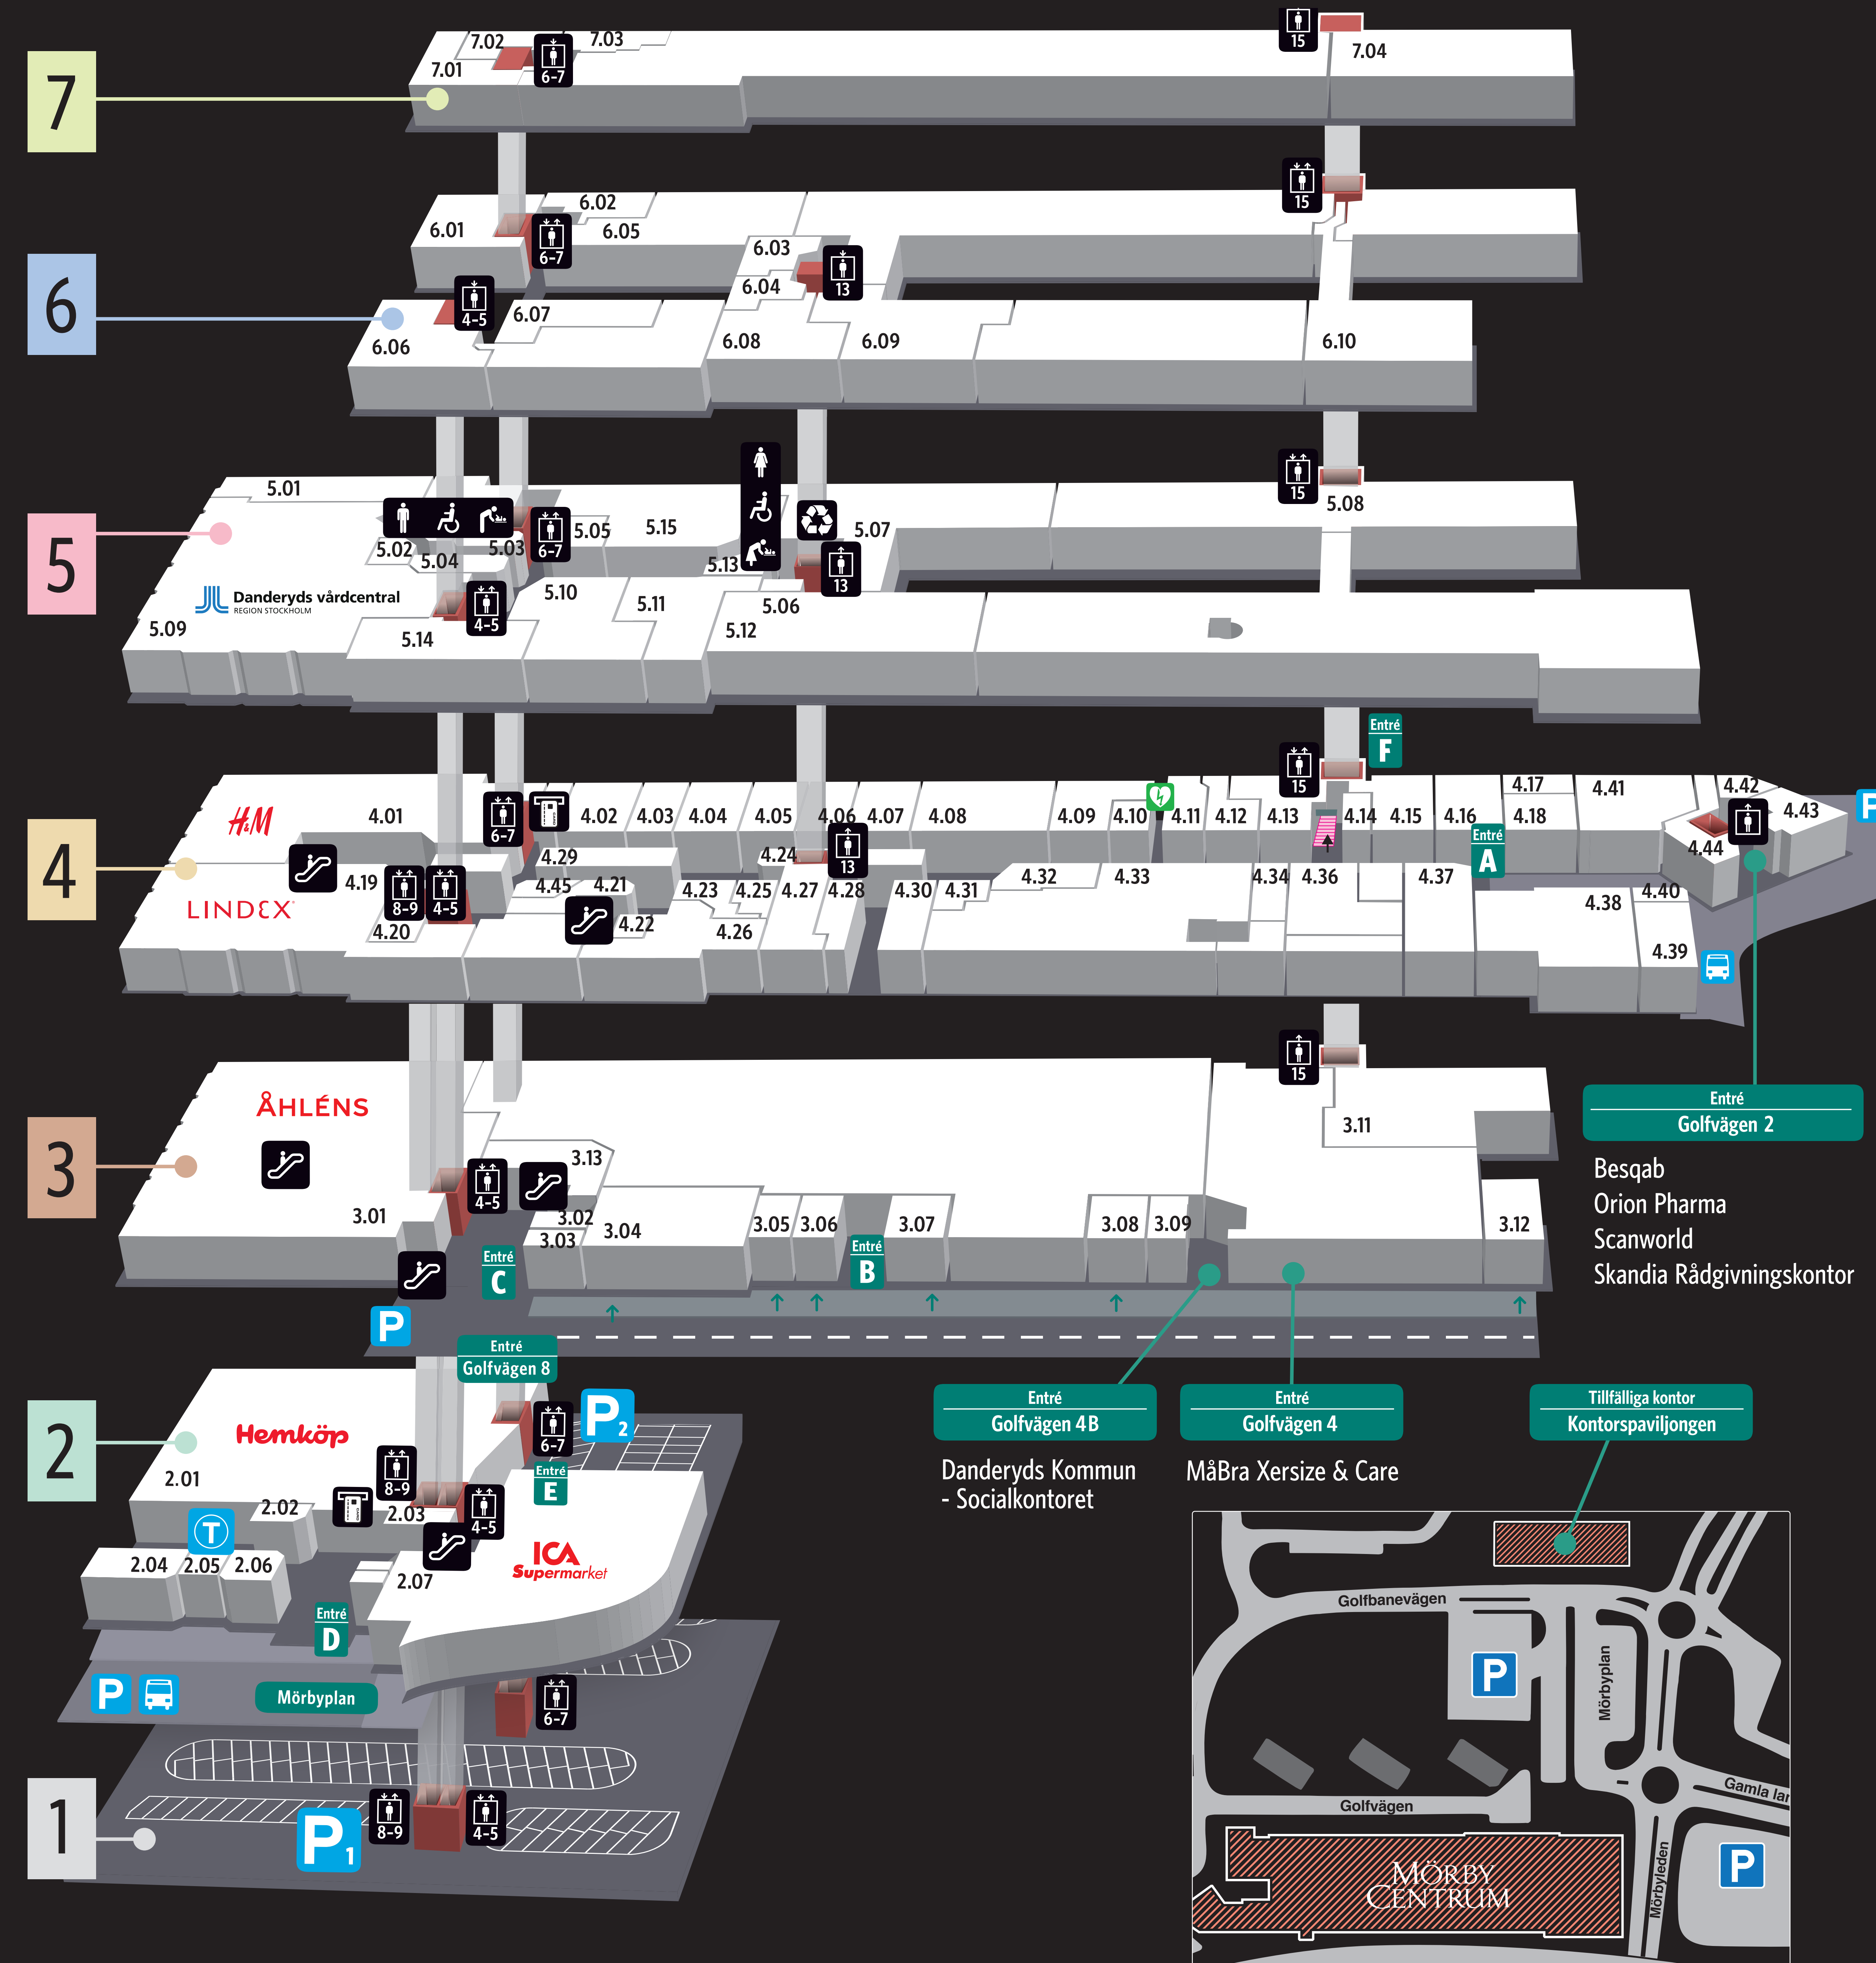 7
7.02
7.03
7.01
6-7
15
7.04
6
6.02
6.01
6.05
6-7
15
6.03
6.04
13
4-5
6.07
6.06
6.08
6.09
6.10
5
5.01
5.02
5.03
5.04
6-7
5.05
5.15
5.13
5.07
13
15
5.08
Danderyds vårdcentral
REGION STOCKHOLM
5.09
4-5
5.10
5.11
5.06
5.12
5.14
4
H&M
4.01
6-7
4.02
4.03
4.04
4.05
4.06
4.07
4.08
4.09
4.10
4.11
4.12
4.13
15
Entré
F
4.14
4.15
4.16
4.17
4.18
4.41
4.42
4.43
4.44
P
Entré
A
4.29
4.24
13
4.19
8-9
4-5
4.45
4.21
4.23
4.25
4.27
4.28
4.30
4.31
4.32
4.33
4.34
4.36
4.37
4.38
4.40
LINDEX
4.20
4.22
4.26
4.39
3
ÅHLÉNS
15
3.11
3.13
4-5
3.01
3.02
3.03
3.04
3.05
3.06
3.07
3.08
3.09
3.12
Entré
C
Entré
B
P
Entré
Golfvägen 2
Besqab
Orion Pharma
Scanworld
Skandia Rådgivningskontor
Entré
Golfvägen 8
Entré
Golfvägen 4B
Danderyds Kommun
- Socialkontoret
Entré
Golfvägen 4
MåBra Xersize & Care
Tillfälliga kontor
Kontorspaviljongen
2
Hemköp
2.01
8-9
6-7
P2
Entré
E
2.02
2.03
4-5
T
ICA
Supermarket
2.04
2.05
2.06
2.07
Entré
D
P
Mörbyplan
6-7
1
P1
8-9
4-5
Golfbanevägen
P
Mörbyplan
Golfvägen
Gamla lan
Mörbyleden
P
MÖRBY
CENTRUM